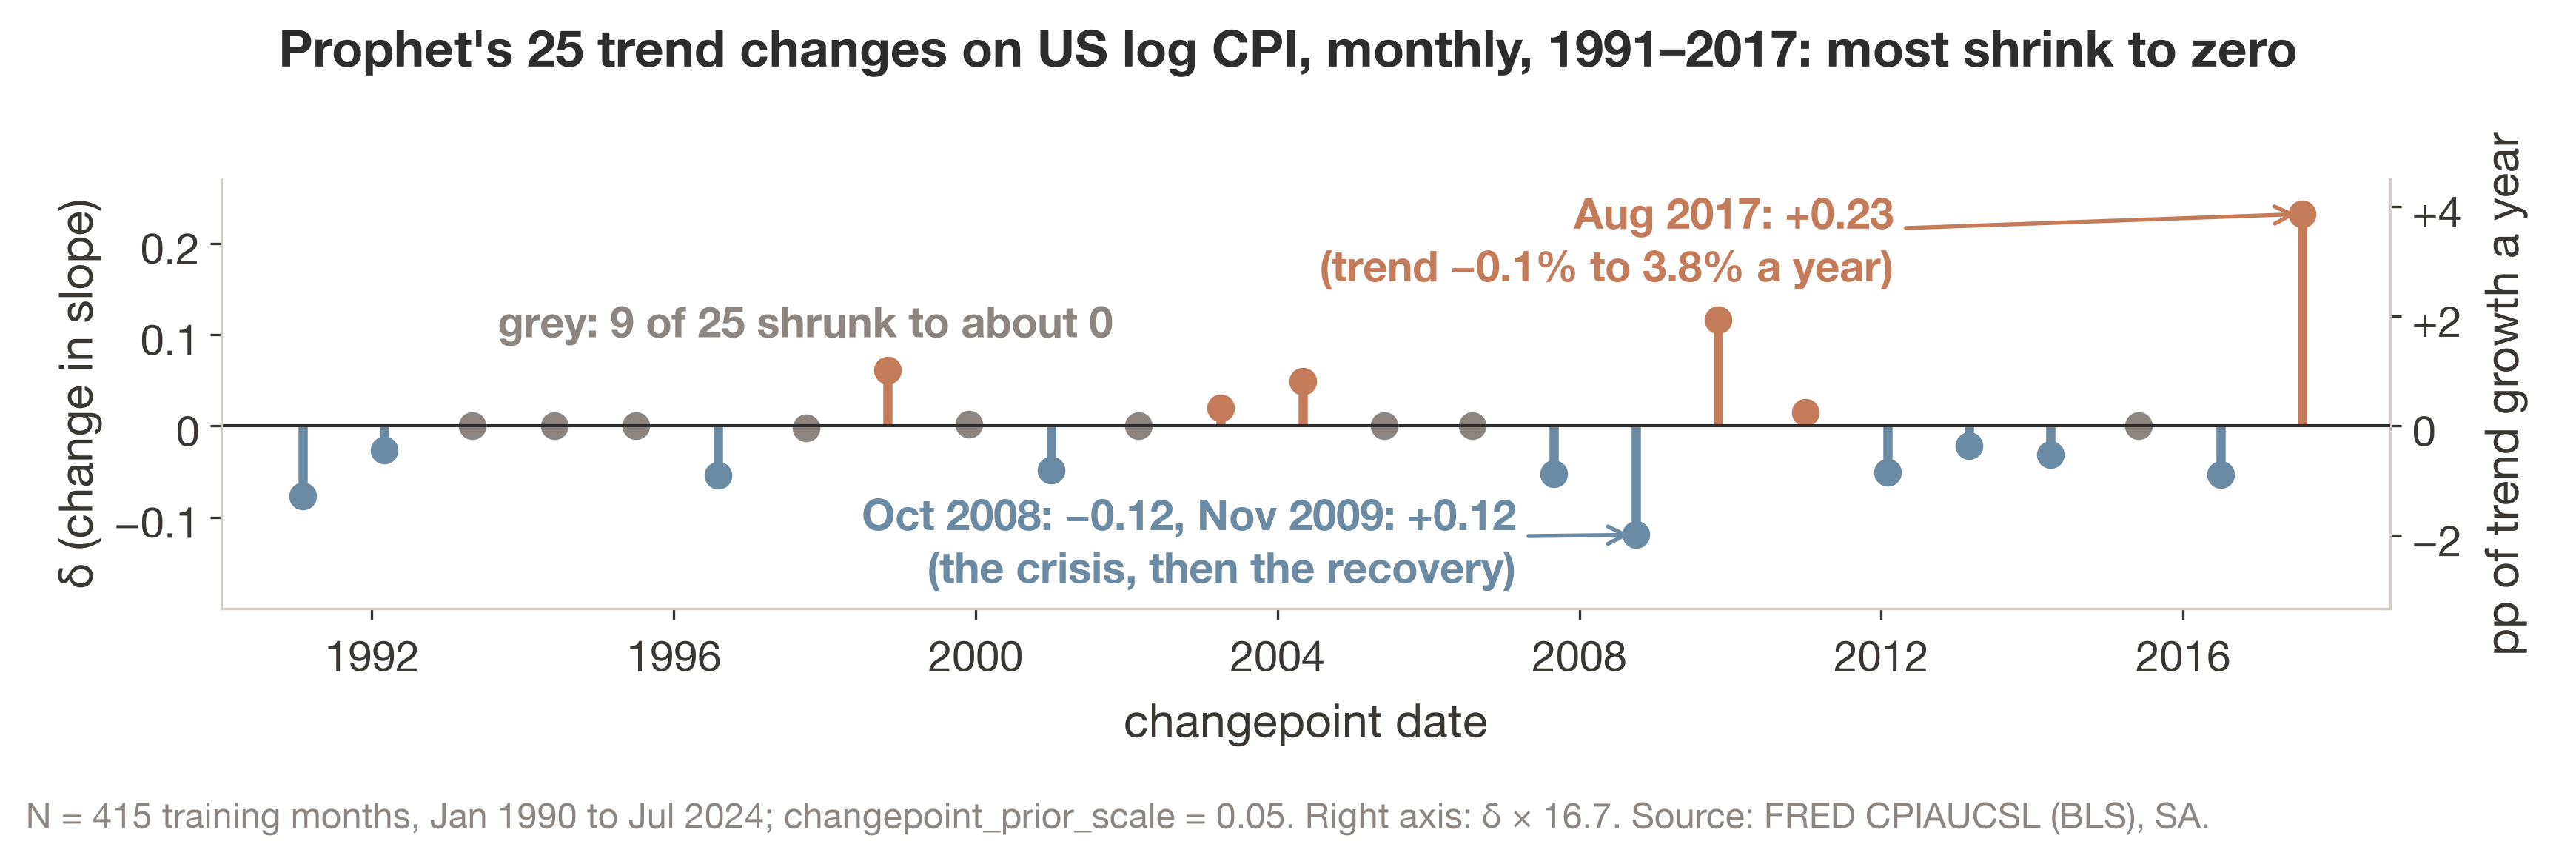 Prophet's 25 trend changes on US log CPI, monthly, 1991–2017: most shrink to zero
δ (change in slope)
0.2
0.1
0
−0.1
grey: 9 of 25 shrunk to about 0
Aug 2017: +0.23
(trend −0.1% to 3.8% a year)
Oct 2008: −0.12, Nov 2009: +0.12
(the crisis, then the recovery)
+4
+2
0
−2
pp of trend growth a year
1992
1996
2000
2004
2008
2012
2016
changepoint date
N = 415 training months, Jan 1990 to Jul 2024; changepoint_prior_scale = 0.05. Right axis: δ × 16.7. Source: FRED CPIAUCSL (BLS), SA.